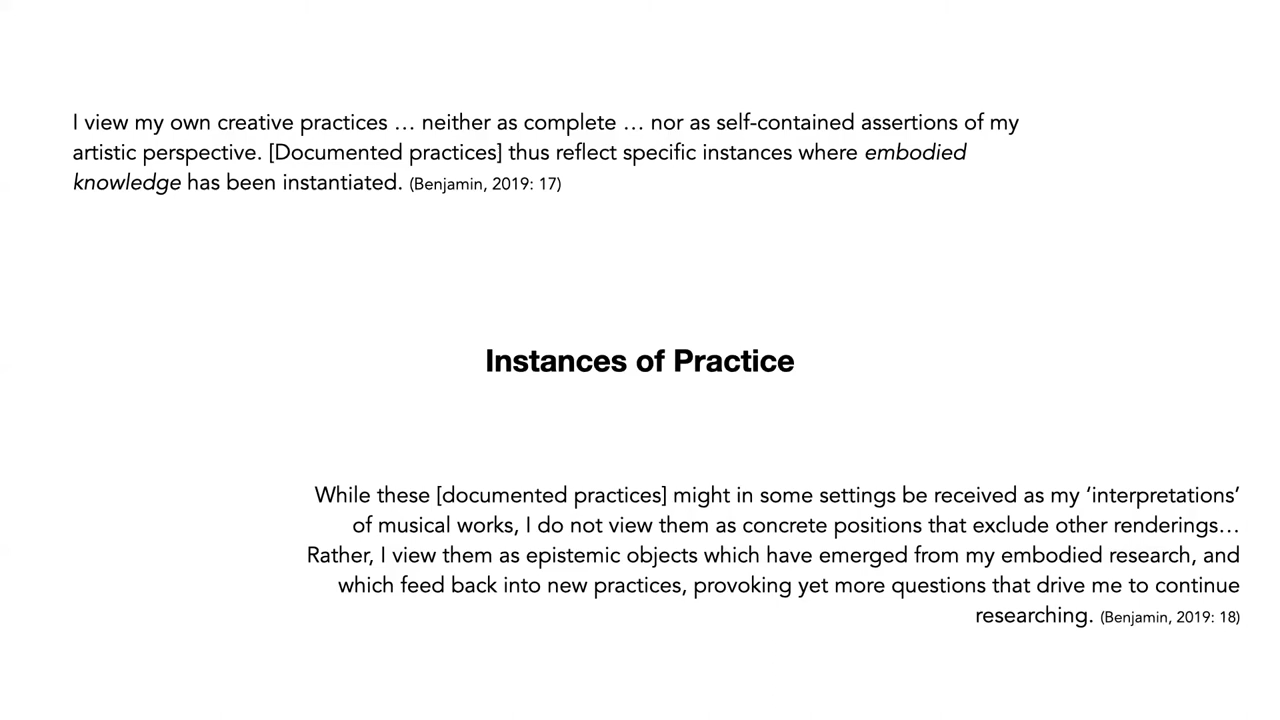 I view my own creative practices … neither as complete … nor as self-contained assertions of my
artistic perspective. [Documented practices] thus reflect specific instances where embodied
knowledge has been instantiated. (Benjamin, 2019: 17)
Instances of Practice
While these [documented practices] might in some settings be received as my ‘interpretations’
of musical works, I do not view them as concrete positions that exclude other renderings…
Rather, I view them as epistemic objects which have emerged from my embodied research, and
which feed back into new practices, provoking yet more questions that drive me to continue
researching. (Benjamin, 2019: 18)